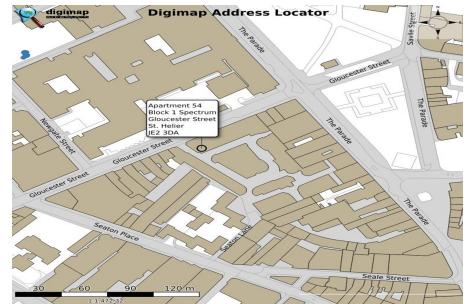 digimap
Digimap Address Locator
The Parade
Saville Street
Gloucester Street
Apartment 54
Block 1 Spectrum
Gloucester Street
St. Helier
JE2 3DA
Newgate Street
Gloucester Street
Gloucester Street
The Parade
The Parade
Seaton Place
Seaton Lane
The Parade
Seale Street
30 60 90 120 m